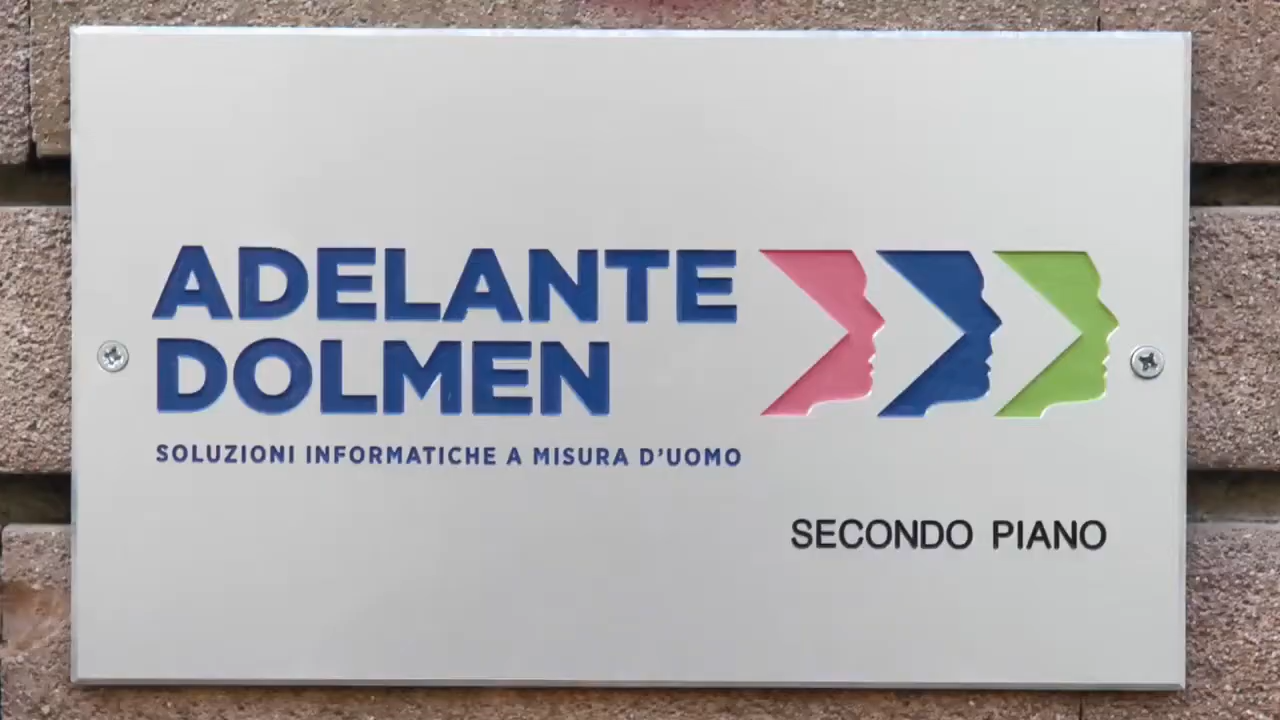 ADELANTE
DOLMEN
SOLUZIONI INFORMATICHE A MISURA D'UOMO
SECONDO PIANO